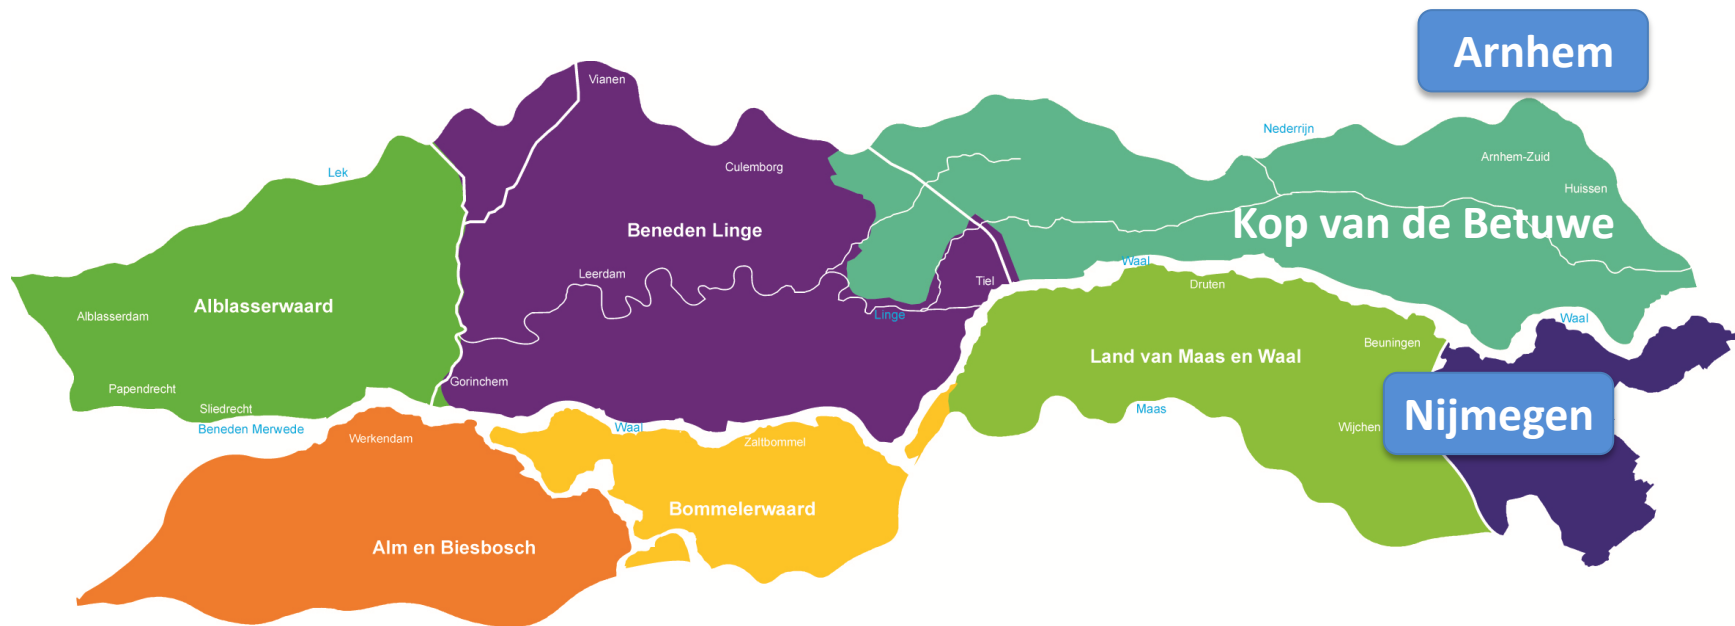 Arnhem
Vianen
Nederrijn
Arnhem-Zuid
Culemborg
Lek
Huissen
Kop van de Betuwe
Beneden Linge
Waal
Leerdam
Tiel
Druten
Alblasserwaard
Alblasserdam
Linge
Waal
Beuningen
Land van Maas en Waal
Gorinchem
Papendrecht
Sliedrecht
Maas
Nijmegen
Beneden Merwede
Waal
Wijchen
Werkendam
Zaltbommel
Bommelerwaard
Alm en Biesbosch